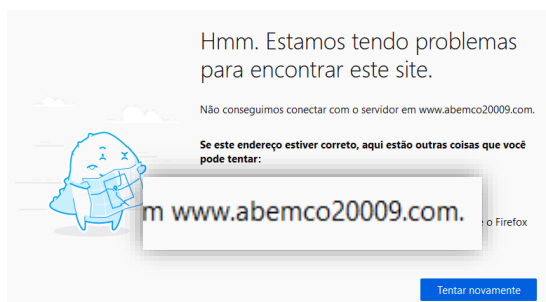 Hmm. Estamos tendo problemas
para encontrar este site.
Não conseguimos conectar com o servidor em www.abemco20009.com.
Se este endereço estiver correto, aqui estão outras coisas que você
pode tentar:
m www.abemco20009.com.
o Firefox
Tentar novamente